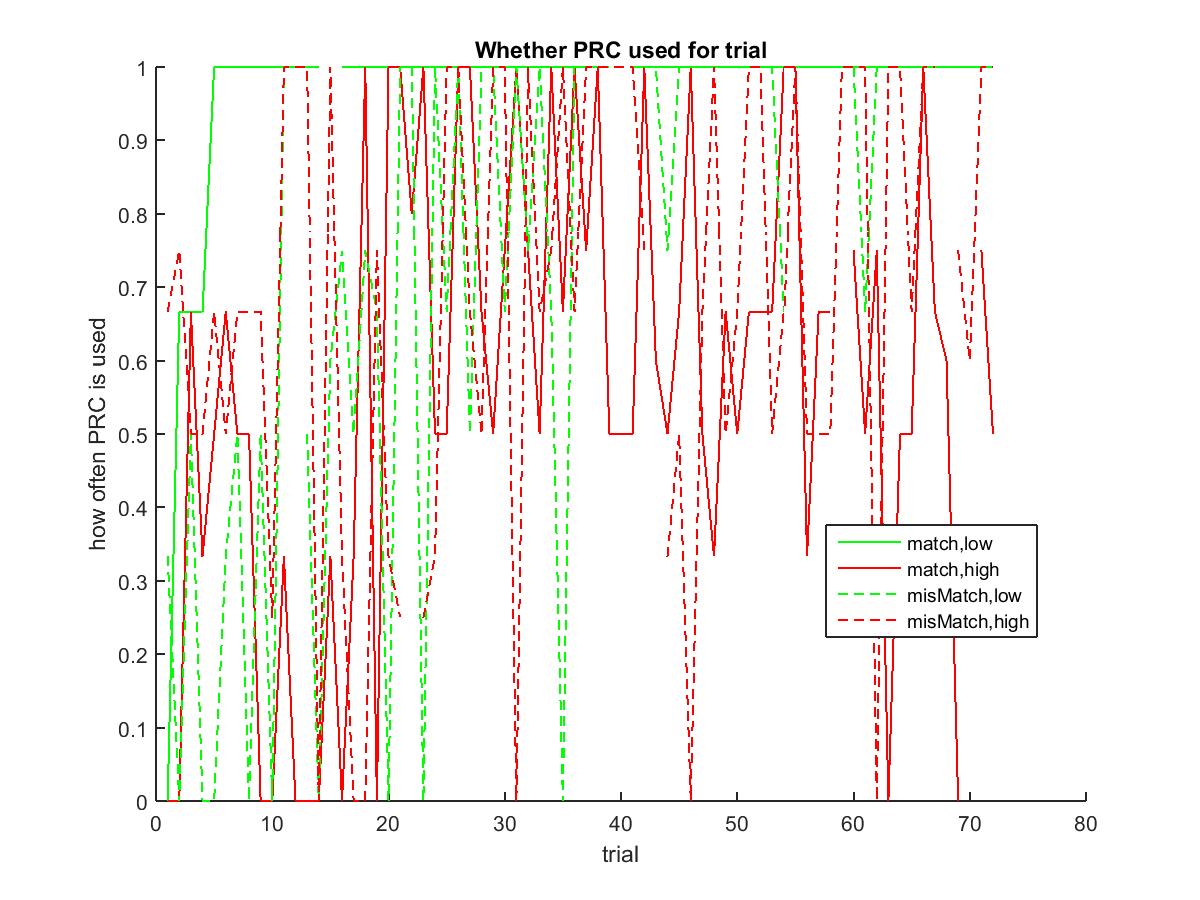 Whether PRC used for trial
how often PRC is used
1
0.9
0.8
0.7
0.6
0.5
0.4
0.3
0.2
0.1
0
match,low
match,high
misMatch,low
misMatch,high
0 10 20 30 40 50 60 70 80
trial